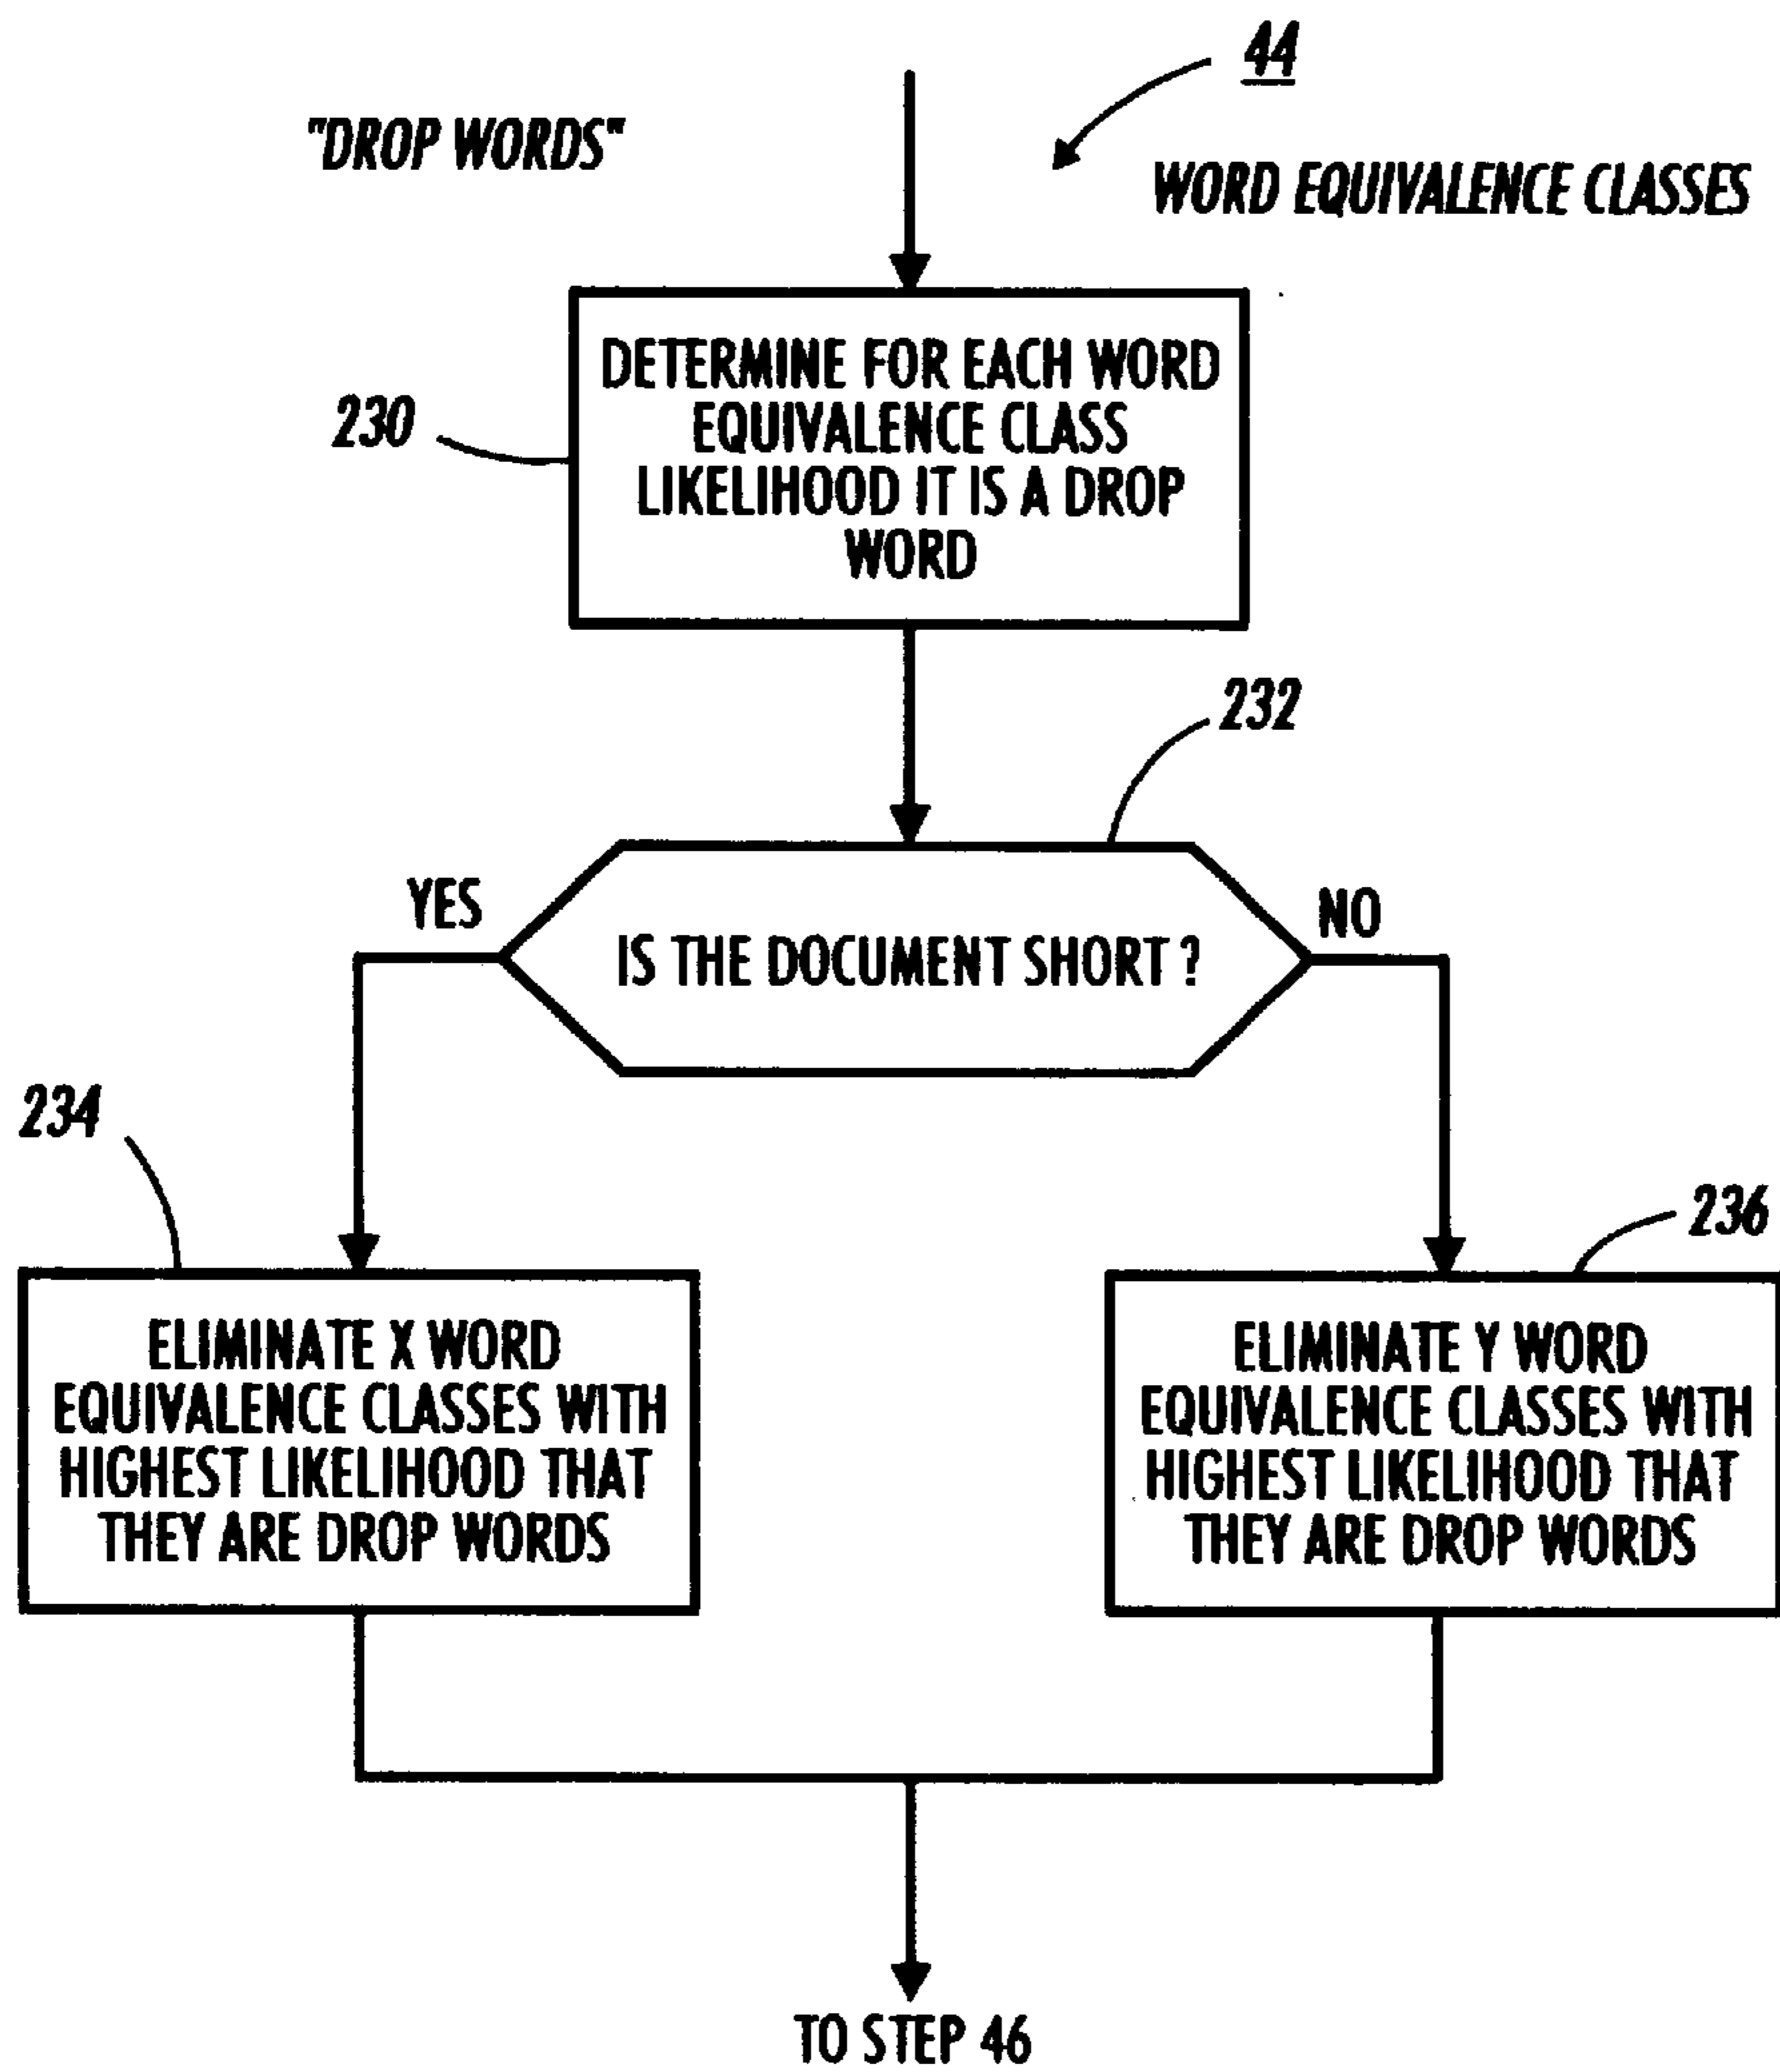 44
"DROP WORDS"
WORD EQUIVALENCE CLASSES
DETERMINE FOR EACH WORD
EQUIVALENCE CLASS
LIKELIHOOD IT IS A DROP
WORD
230
232
YES
NO
IS THE DOCUMENT SHORT ?
234
236
ELIMINATE X WORD
EQUIVALENCE CLASSES WITH
HIGHEST LIKELIHOOD THAT
THEY ARE DROP WORDS
ELIMINATE Y WORD
EQUIVALENCE CLASSES WITH
HIGHEST LIKELIHOOD THAT
THEY ARE DROP WORDS
TO STEP 46